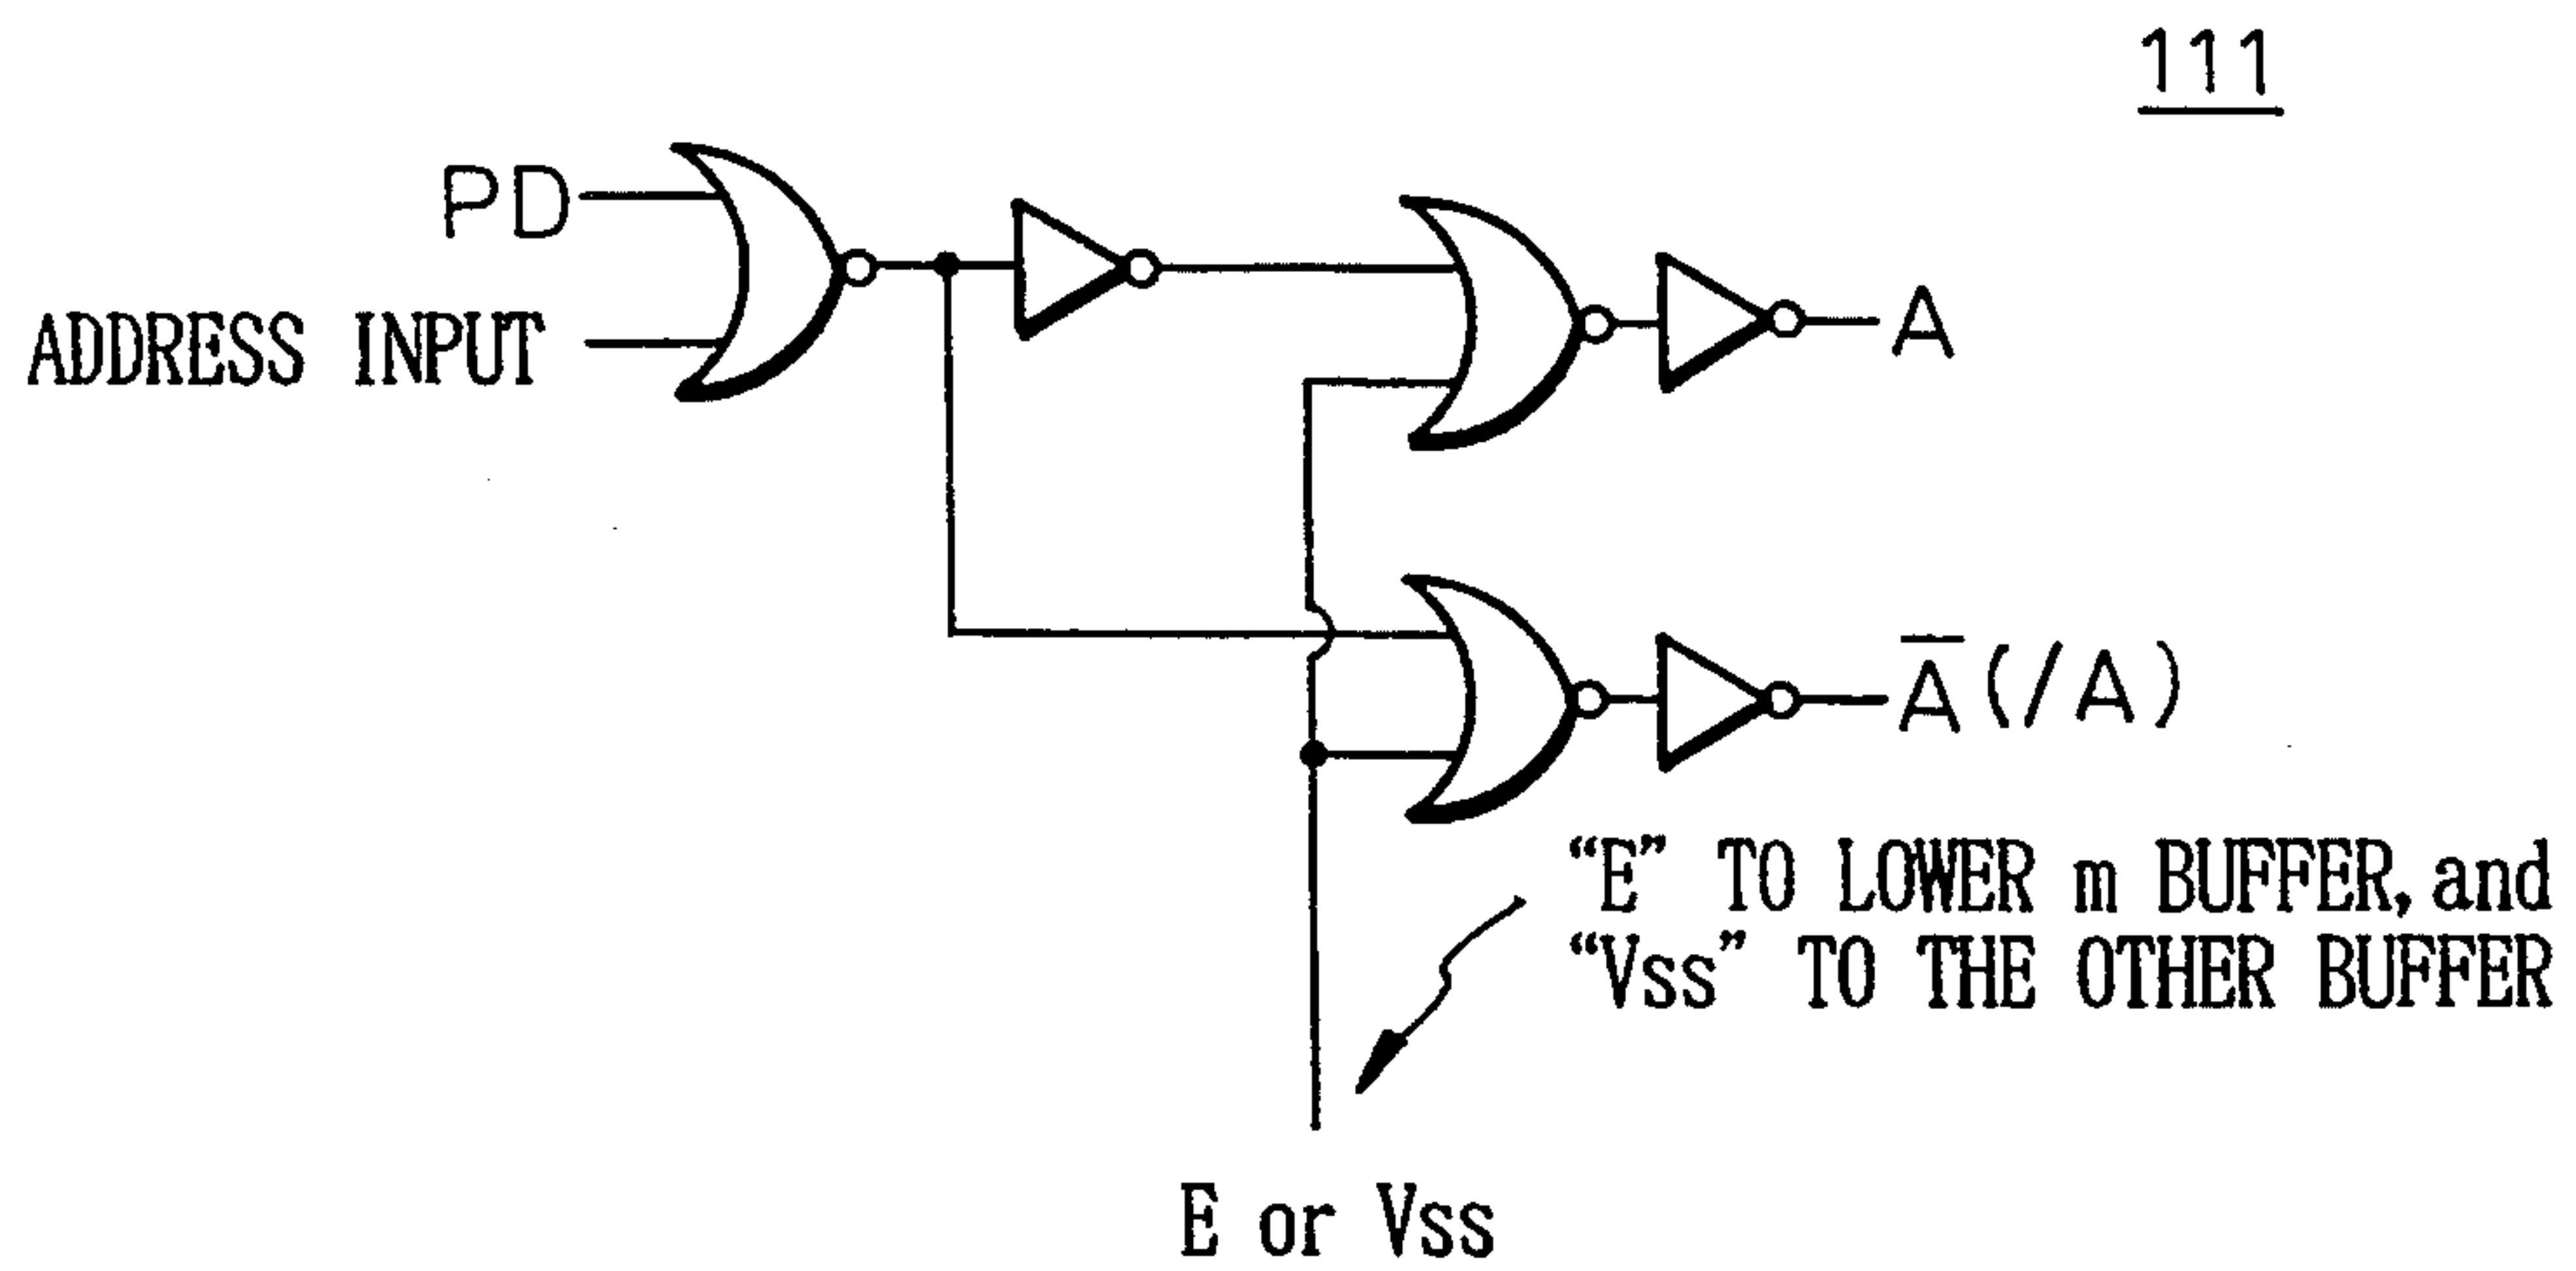 111
PD
ADDRESS INPUT
A
A̅(/A)
“E” TO LOWER m BUFFER, and
“Vss” TO THE OTHER BUFFER
E or Vss